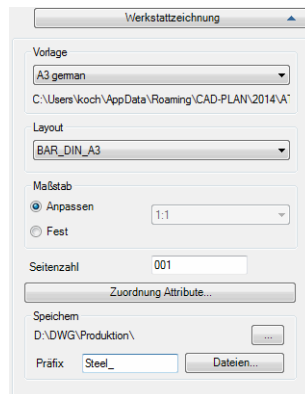 Werkstattzeichnung
Vorlage
A3 german
C:\Users\koch\AppData\Roaming\CAD-PLAN\2014\A
Layout
BAR_DIN_A3
Maßstab
Anpassen
1:1
Fest
Seitenzahl
001
Zuordnung Attribute...
Speichern
D:\DWG\Produktion\
...
Präfix
Steel_
Dateien...